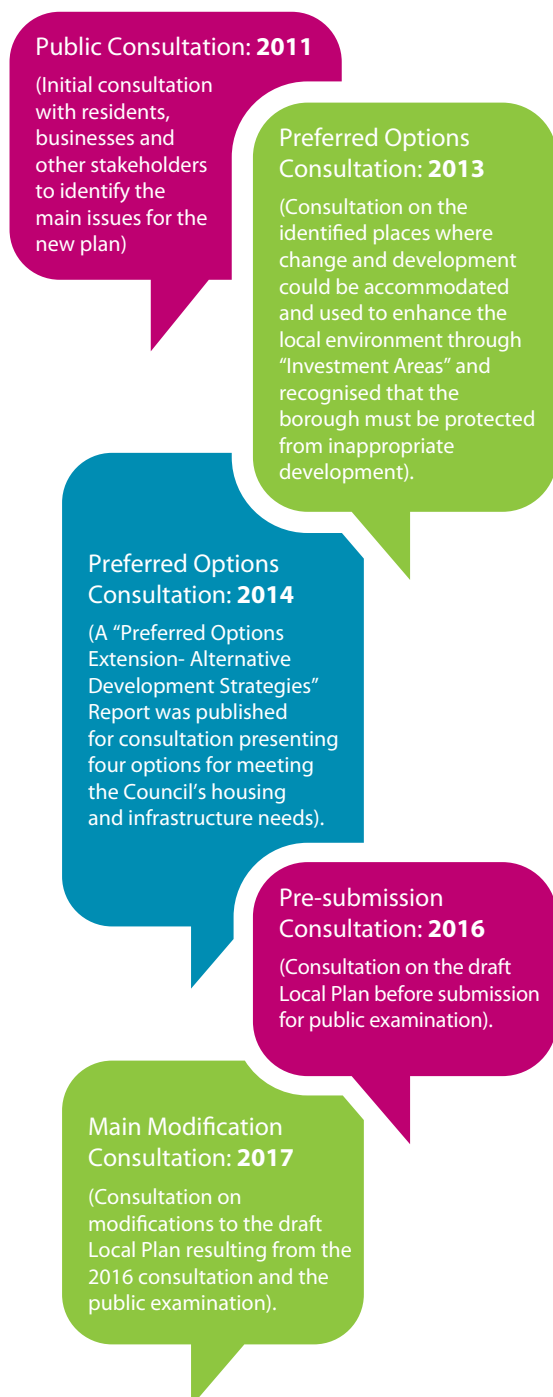 Public Consultation: 2011
(Initial consultation
with residents,
businesses and
other stakeholders
to identify the
main issues for the
new plan)
Preferred Options
Consultation: 2013
(Consultation on the
identified places where
change and development
could be accommodated
and used to enhance the
local environment through
“Investment Areas” and
recognised that the
borough must be protected
from inappropriate
development).
Preferred Options
Consultation: 2014
(A “Preferred Options
Extension- Alternative
Development Strategies”
Report was published
for consultation presenting
four options for meeting
the Council’s housing
and infrastructure needs).
Pre-submission
Consultation: 2016
(Consultation on the draft
Local Plan before submission
for public examination).
Main Modification
Consultation: 2017
(Consultation on
modifications to the draft
Local Plan resulting from the
2016 consultation and the
public examination).